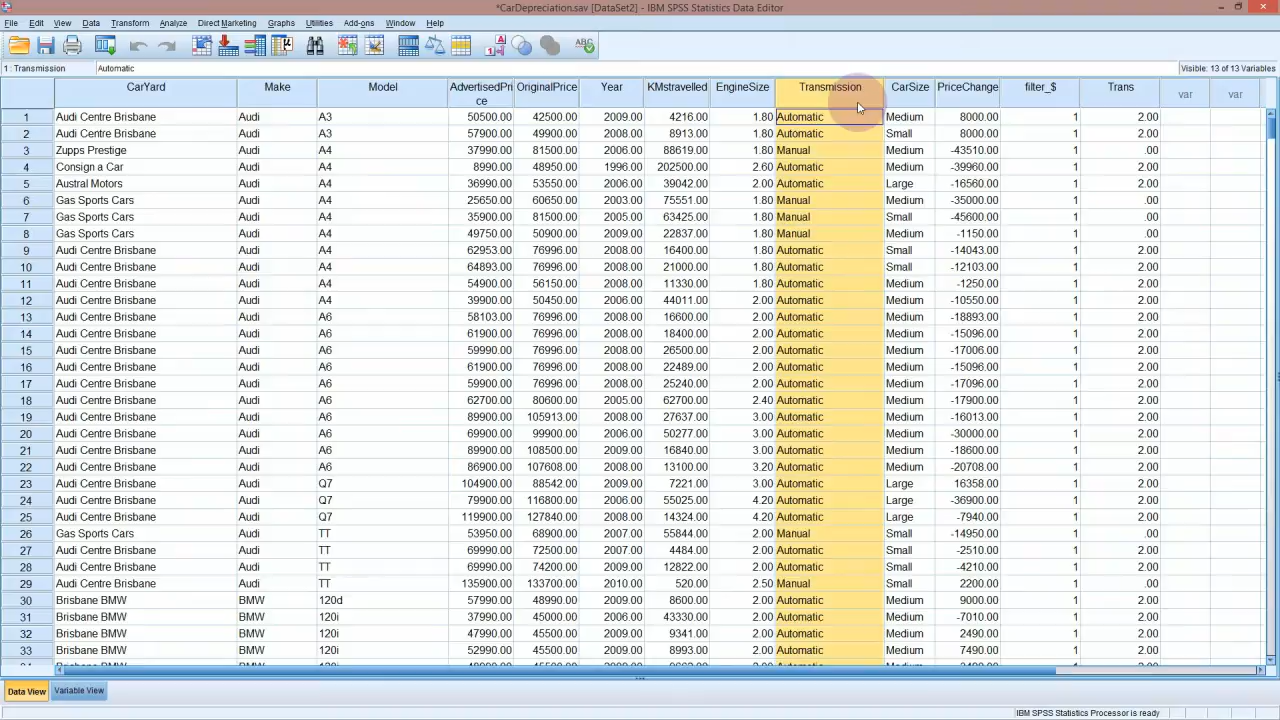 *CarDepreciation.sav [DataSet2] - IBM SPSS Statistics Data Editor
File Edit View Data Transform Analyze Direct Marketing Graphs Utilities Add-ons Window Help
1 : Transmission Automatic Visible: 13 of 13 Variables
CarYard Make Model AdvertisedPri OriginalPrice Year KMstravelled EngineSize Transmission CarSize PriceChange filter_$ Trans var var
ce
1 Audi Centre Brisbane Audi A3 50500.00 42500.00 2009.00 4216.00 1.80 Automatic Medium 8000.00 1 2.00
2 Audi Centre Brisbane Audi A3 57900.00 49900.00 2008.00 8913.00 1.80 Automatic Small 8000.00 1 2.00
3 Zupps Prestige Audi A4 37990.00 81500.00 2006.00 88619.00 1.80 Manual Medium -43510.00 1 .00
4 Consign a Car Audi A4 8990.00 48950.00 1996.00 202500.00 2.60 Automatic Medium -39960.00 1 2.00
5 Austral Motors Audi A4 36990.00 53550.00 2006.00 39042.00 2.00 Automatic Large -16560.00 1 2.00
6 Gas Sports Cars Audi A4 25650.00 60650.00 2003.00 75551.00 1.80 Manual Medium -35000.00 1 .00
7 Gas Sports Cars Audi A4 35900.00 81500.00 2005.00 63425.00 1.80 Manual Small -45600.00 1 .00
8 Gas Sports Cars Audi A4 49750.00 50900.00 2009.00 22837.00 1.80 Manual Medium -1150.00 1 .00
9 Audi Centre Brisbane Audi A4 62953.00 76996.00 2008.00 16400.00 1.80 Automatic Small -14043.00 1 2.00
10 Audi Centre Brisbane Audi A4 64893.00 76996.00 2008.00 21000.00 1.80 Automatic Small -12103.00 1 2.00
11 Audi Centre Brisbane Audi A4 54900.00 56150.00 2008.00 11330.00 1.80 Automatic Medium -1250.00 1 2.00
12 Audi Centre Brisbane Audi A4 39900.00 50450.00 2006.00 44011.00 2.00 Automatic Medium -10550.00 1 2.00
13 Audi Centre Brisbane Audi A6 58103.00 76996.00 2008.00 16600.00 2.00 Automatic Medium -18893.00 1 2.00
14 Audi Centre Brisbane Audi A6 61900.00 76996.00 2008.00 18400.00 2.00 Automatic Medium -15096.00 1 2.00
15 Audi Centre Brisbane Audi A6 59990.00 76996.00 2008.00 26500.00 2.00 Automatic Medium -17006.00 1 2.00
16 Audi Centre Brisbane Audi A6 61900.00 76996.00 2008.00 22489.00 2.00 Automatic Medium -15096.00 1 2.00
17 Audi Centre Brisbane Audi A6 59900.00 76996.00 2008.00 25240.00 2.00 Automatic Medium -17096.00 1 2.00
18 Audi Centre Brisbane Audi A6 62700.00 80600.00 2005.00 62700.00 2.40 Automatic Medium -17900.00 1 2.00
19 Audi Centre Brisbane Audi A6 89900.00 105913.00 2008.00 27637.00 3.00 Automatic Medium -16013.00 1 2.00
20 Audi Centre Brisbane Audi A6 69900.00 99900.00 2006.00 50277.00 3.00 Automatic Medium -30000.00 1 2.00
21 Audi Centre Brisbane Audi A6 89900.00 108500.00 2009.00 16840.00 3.00 Automatic Medium -18600.00 1 2.00
22 Audi Centre Brisbane Audi A6 86900.00 107608.00 2008.00 13100.00 3.20 Automatic Medium -20708.00 1 2.00
23 Audi Centre Brisbane Audi Q7 104900.00 88542.00 2009.00 7221.00 3.00 Automatic Large 16358.00 1 2.00
24 Audi Centre Brisbane Audi Q7 79900.00 116800.00 2006.00 55025.00 4.20 Automatic Large -36900.00 1 2.00
25 Audi Centre Brisbane Audi Q7 119900.00 127840.00 2008.00 14324.00 4.20 Automatic Large -7940.00 1 2.00
26 Gas Sports Cars Audi TT 53950.00 68900.00 2007.00 55844.00 2.00 Manual Small -14950.00 1 .00
27 Audi Centre Brisbane Audi TT 69990.00 72500.00 2007.00 4484.00 2.00 Automatic Small -2510.00 1 2.00
28 Audi Centre Brisbane Audi TT 69990.00 74200.00 2008.00 12822.00 2.00 Automatic Small -4210.00 1 2.00
29 Audi Centre Brisbane Audi TT 135900.00 133700.00 2010.00 520.00 2.50 Manual Small 2200.00 1 .00
30 Brisbane BMW BMW 120d 57990.00 48990.00 2009.00 8600.00 2.00 Automatic Medium 9000.00 1 2.00
31 Brisbane BMW BMW 120i 37990.00 45000.00 2006.00 43330.00 2.00 Automatic Medium -7010.00 1 2.00
32 Brisbane BMW BMW 120i 47990.00 45500.00 2009.00 9341.00 2.00 Automatic Medium 2490.00 1 2.00
33 Brisbane BMW BMW 120i 52990.00 45500.00 2009.00 8993.00 2.00 Automatic Medium 7490.00 1 2.00
Data View Variable View
IBM SPSS Statistics Processor is ready